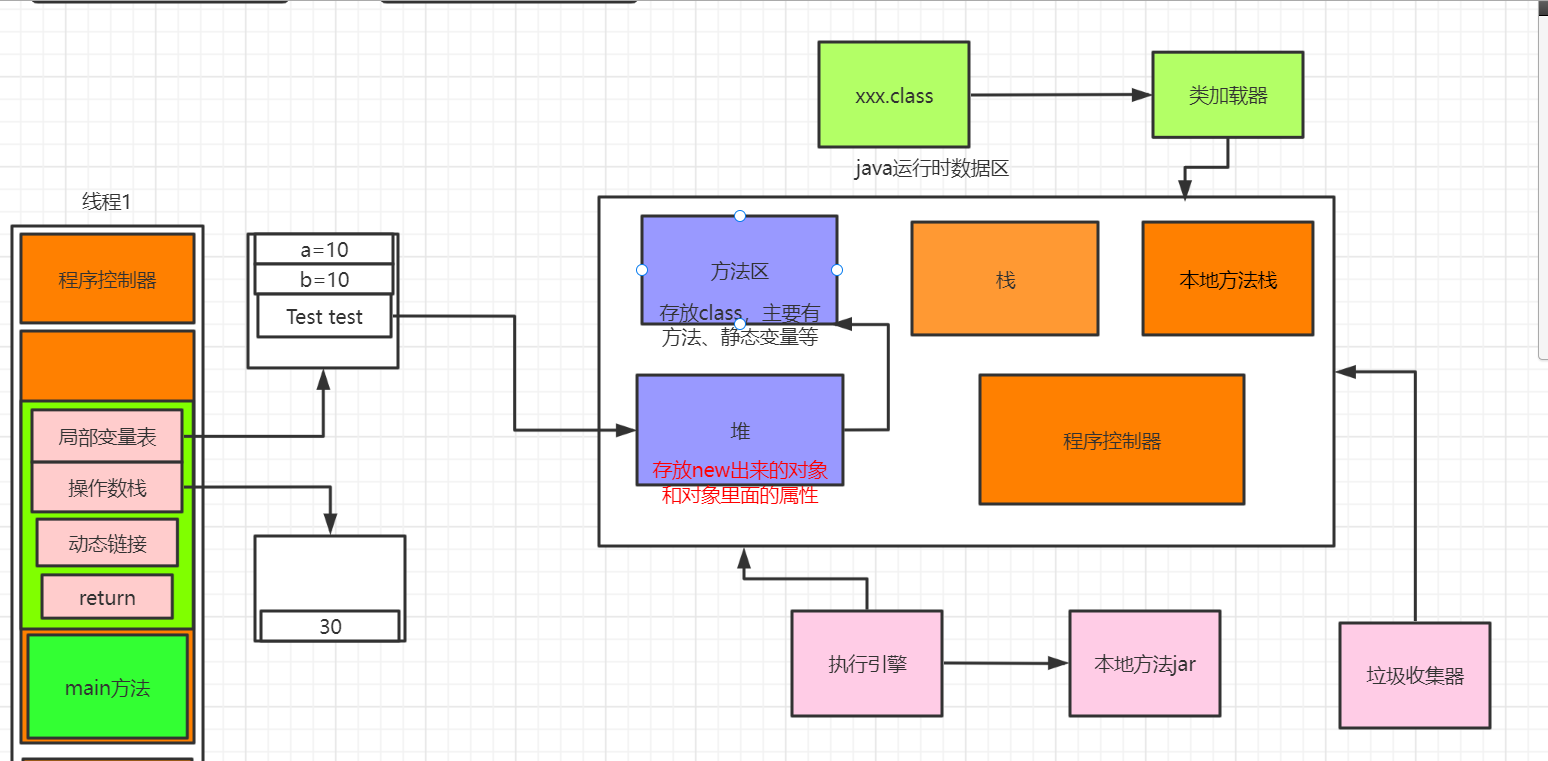 xxx.class
类加载器
java运行时数据区
线程1
程序控制器
a=10
b=10
Test test
局部变量表
操作数栈
动态链接
return
main方法
30
方法区
存放class，主要有
方法、静态变量等
栈
本地方法栈
堆
存放new出来的对象
和对象里面的属性
程序控制器
执行引擎
本地方法jar
垃圾收集器